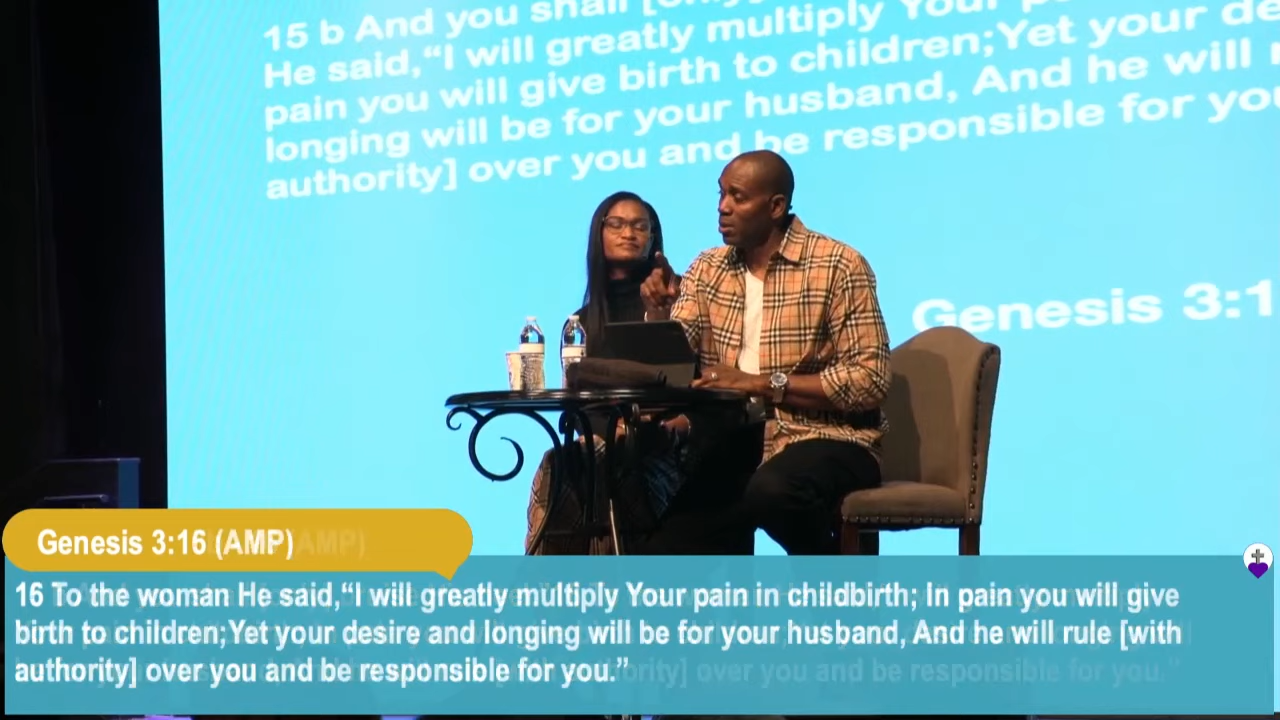 15 b And you shall
He said,“I will greatly multiply Your
pain you will give birth to children;Yet your
longing will be for your husband, And he will
authority] over you and be responsible for
Genesis 3:1
Genesis 3:16 (AMP)
16 To the woman He said,“I will greatly multiply Your pain in childbirth; In pain you will give
birth to children;Yet your desire and longing will be for your husband, And he will rule [with
authority] over you and be responsible for you.”